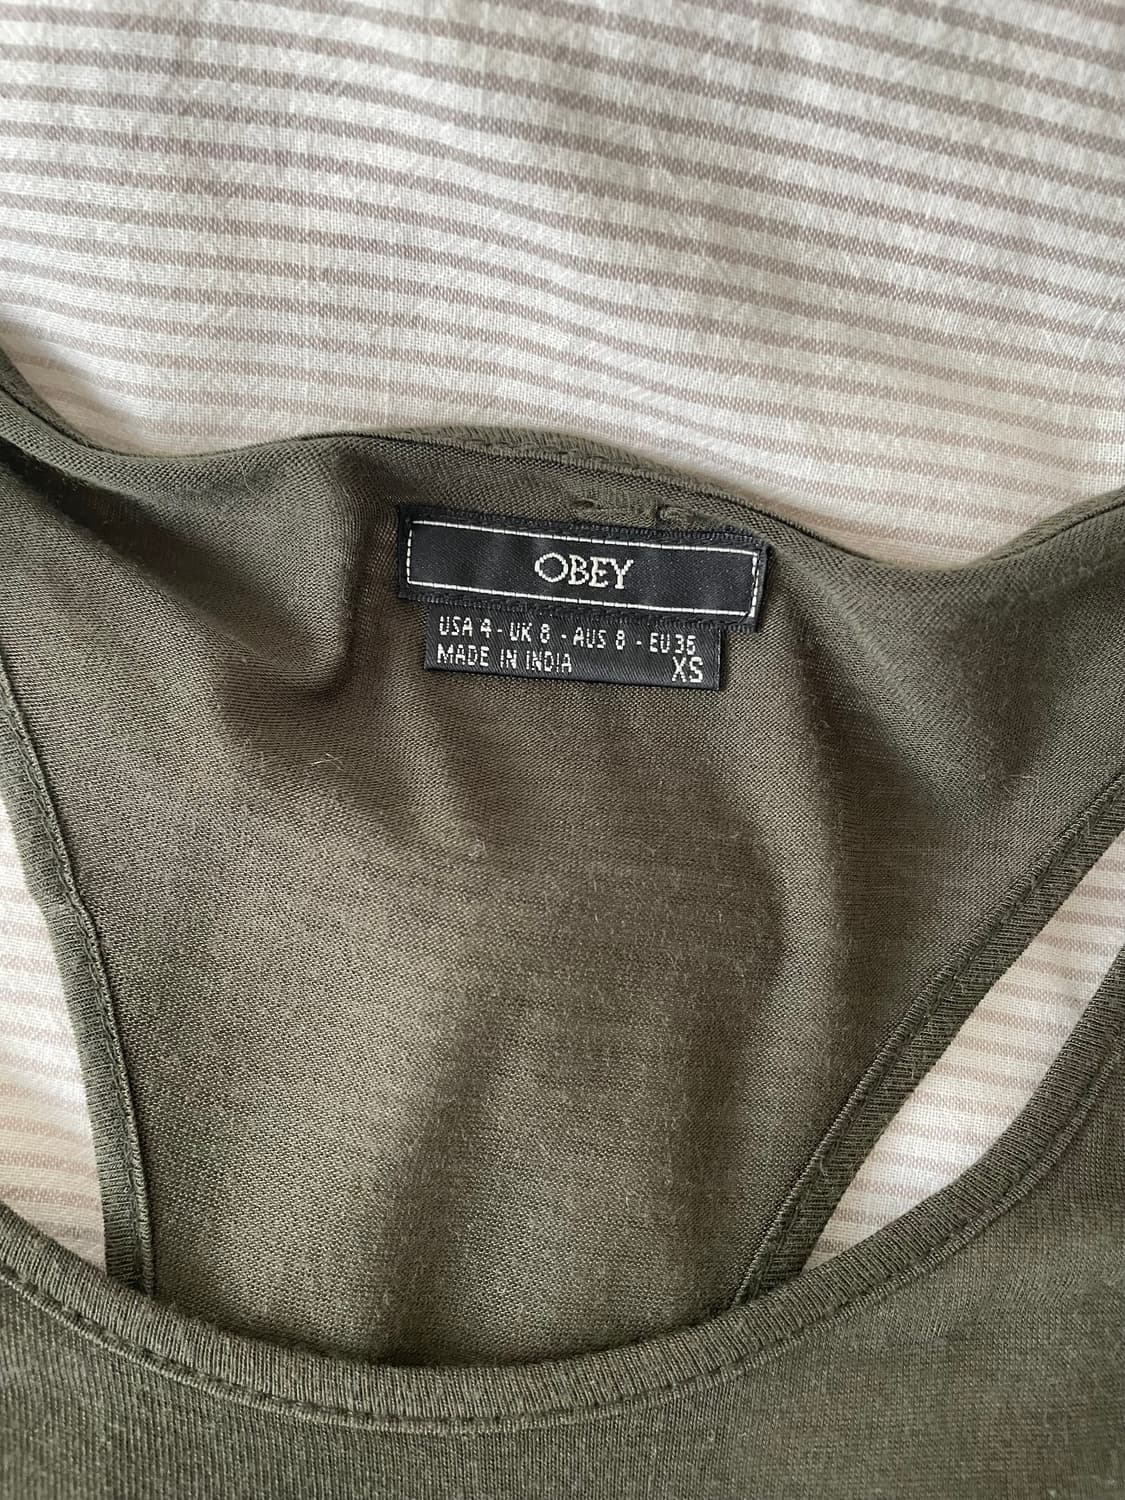 OBEY
USA 4 - UK 8 - AUS 8 - EU 36
MADE IN INDIA XS